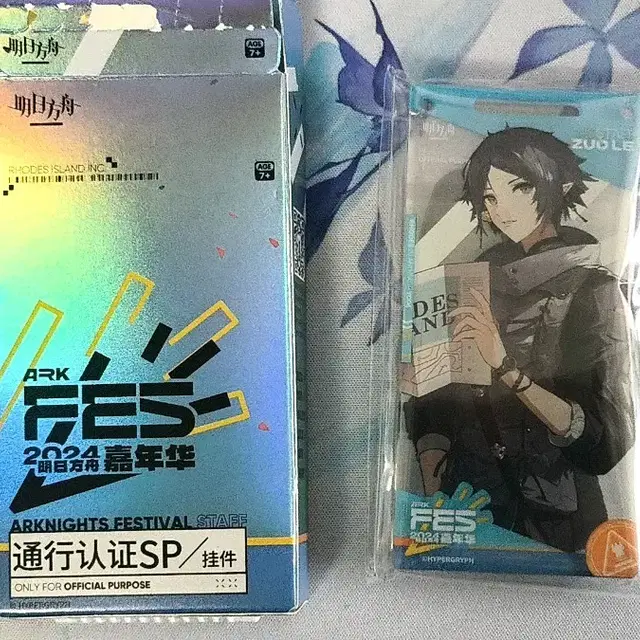 明日方舟
AGE
7+
明日方舟
RHODES ISLAND INC.
AGE
7+
ARK
FES
2024 嘉年华
明日方舟
ARKNIGHTS FESTIVAL STAFF
通行认证SP/挂件
ONLY FOR OFFICIAL PURPOSE
©HYPERGRYPH
明日方舟
STAFF
ZUO LE
DES
AND
ARK
FES
2024 嘉年华
©HYPERGRYPH